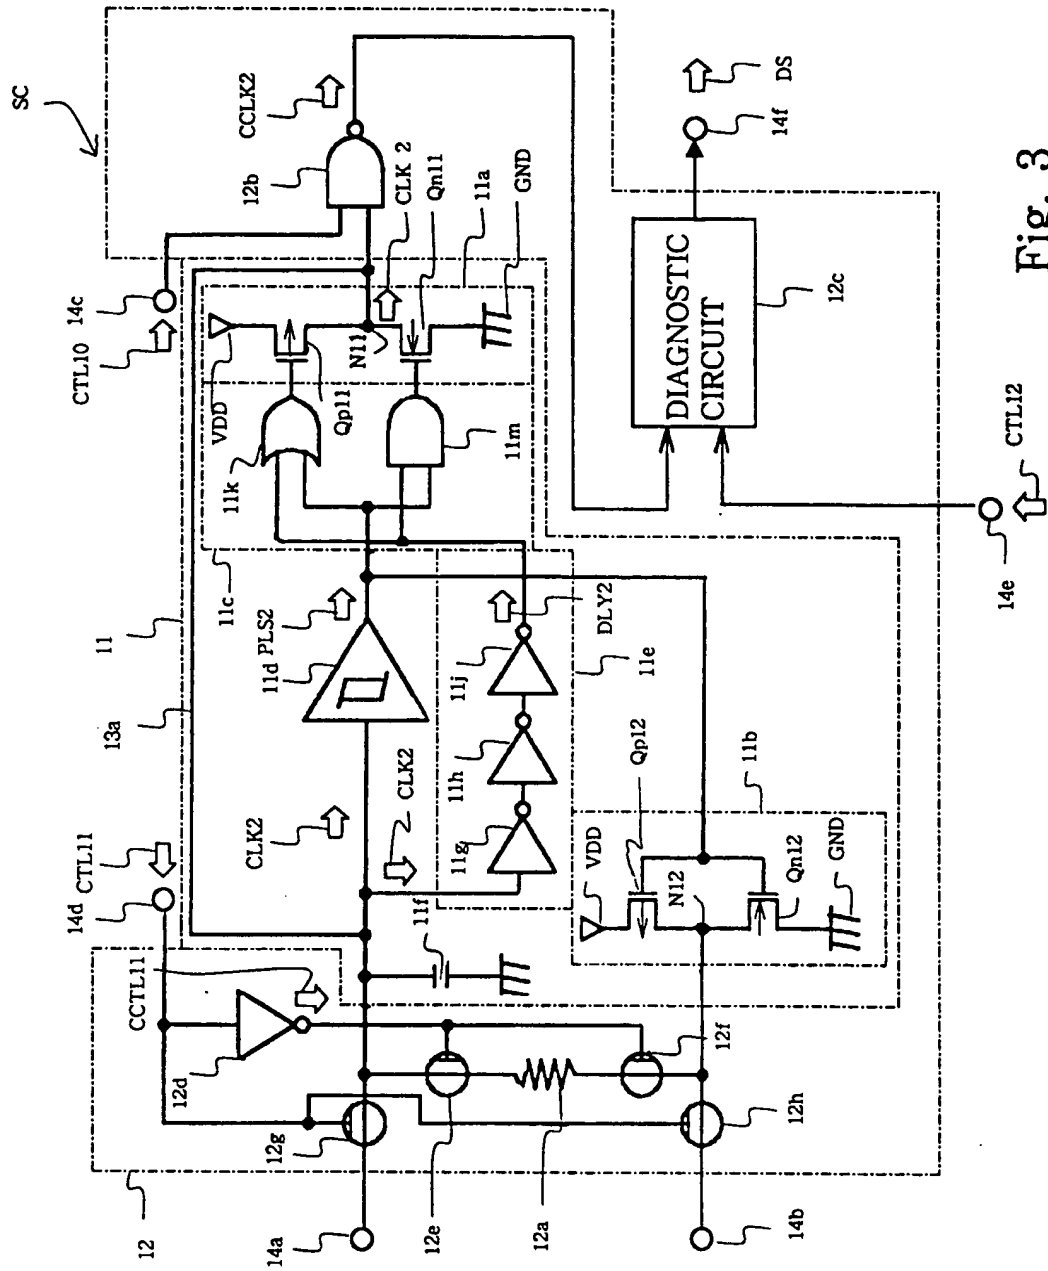 SC
CCLK2
12b
CLK 2
Qn11
11a
GND
14c
CTL10
VDD
N11
Qp11
11k
11m
DIAGNOSTIC
CIRCUIT
12c
14f
DS
Fig. 3
CTL12
14e
11
13a
11c
PLS2
11d
DLY2
11e
11j
11h
11g
CLK2
CLK2
11f
CTL11
14d
CCTL11
12d
12g
12e
12a
12f
12h
12
14a
14b
Qp12
11b
VDD
N12
Qn12
GND